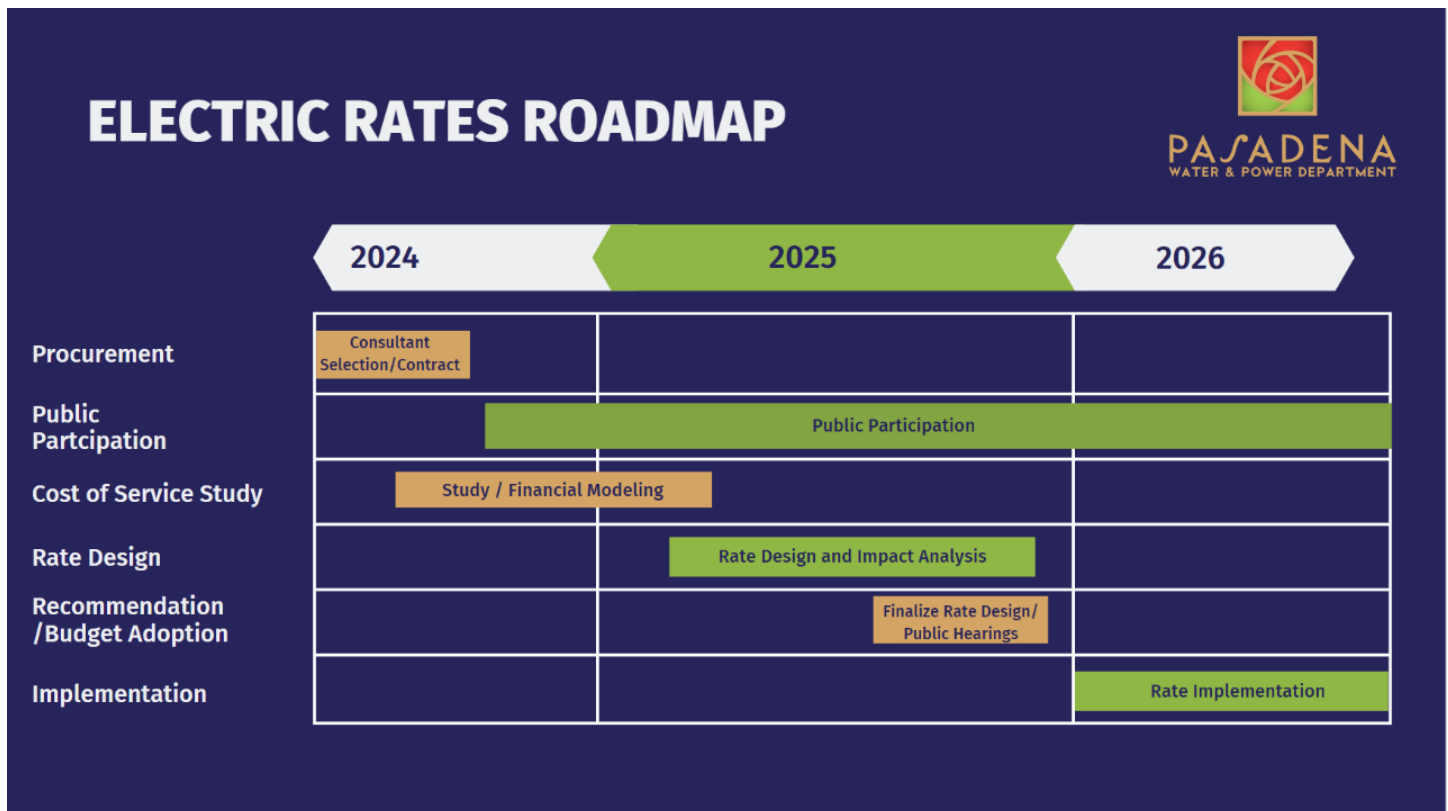 ELECTRIC RATES ROADMAP
PASADENA
WATER & POWER DEPARTMENT
2024
2025
2026
Procurement
Consultant
Selection/Contract
Public
Partcipation
Public Participation
Cost of Service Study
Study / Financial Modeling
Rate Design
Rate Design and Impact Analysis
Recommendation
/Budget Adoption
Finalize Rate Design/
Public Hearings
Implementation
Rate Implementation